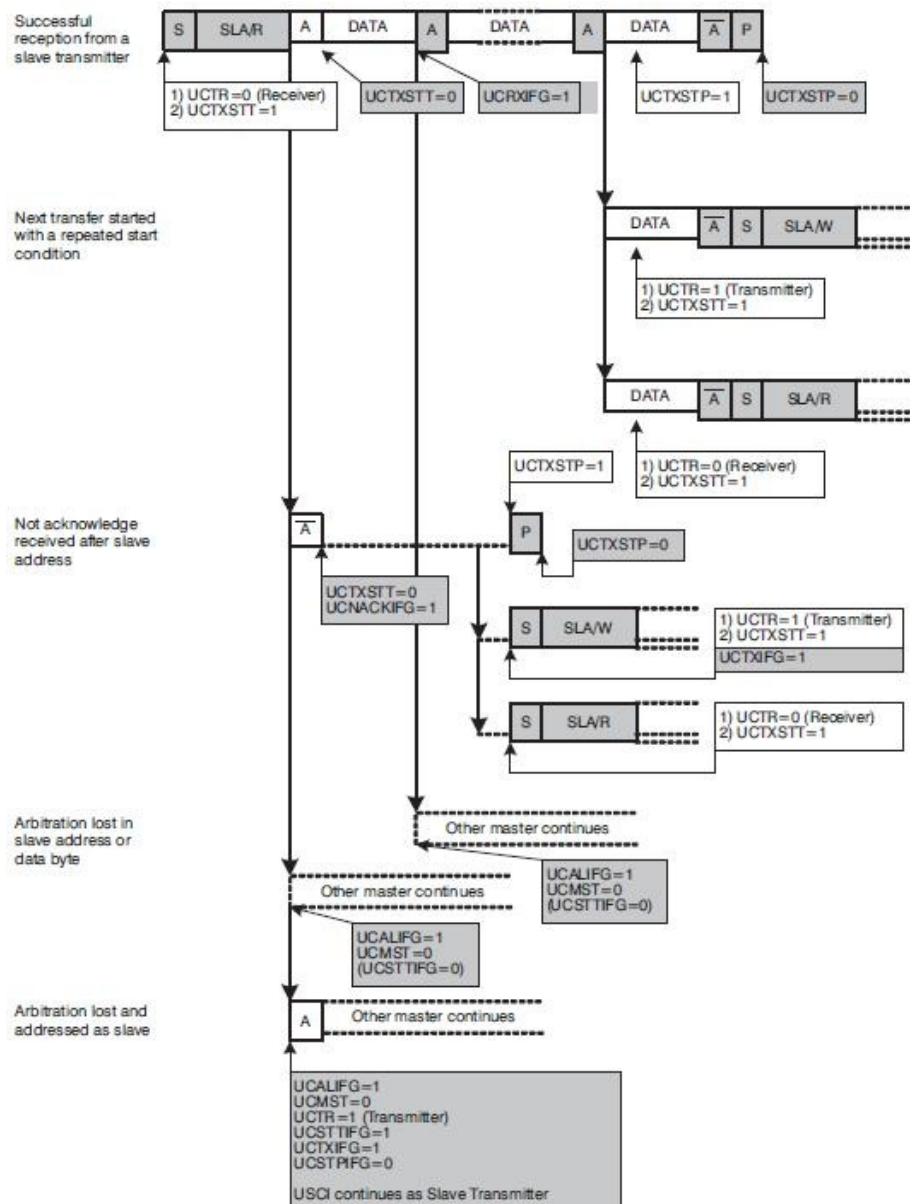 Successful
reception from a
slave transmitter
S SLA/R A DATA A DATA A DATA A P
1) UCTR=0 (Receiver)
2) UCTXSTT=1
UCTXSTT=0
UCRXIFG=1
UCTXSTP=1
UCTXSTP=0
Next transfer started
with a repeated start
condition
DATA A S SLA/W
1) UCTR=1 (Transmitter)
2) UCTXSTT=1
DATA A S SLA/R
1) UCTR=0 (Receiver)
2) UCTXSTT=1
UCTXSTP=1
Not acknowledge
received after slave
address
A
P
UCTXSTP=0
UCTXSTT=0
UCNACKIFG=1
S SLA/W
1) UCTR=1 (Transmitter)
2) UCTXSTT=1
UCTXIFG=1
S SLA/R
1) UCTR=0 (Receiver)
2) UCTXSTT=1
Arbitration lost in
slave address or
data byte
Other master continues
UCALIFG=1
UCMST=0
(UCSTTIFG=0)
Other master continues
UCALIFG=1
UCMST=0
(UCSTTIFG=0)
Arbitration lost and
addressed as slave
A Other master continues
UCALIFG=1
UCMST=0
UCTR=1 (Transmitter)
UCSTTIFG=1
UCTXIFG=1
UCSTPIFG=0
USCI continues as Slave Transmitter